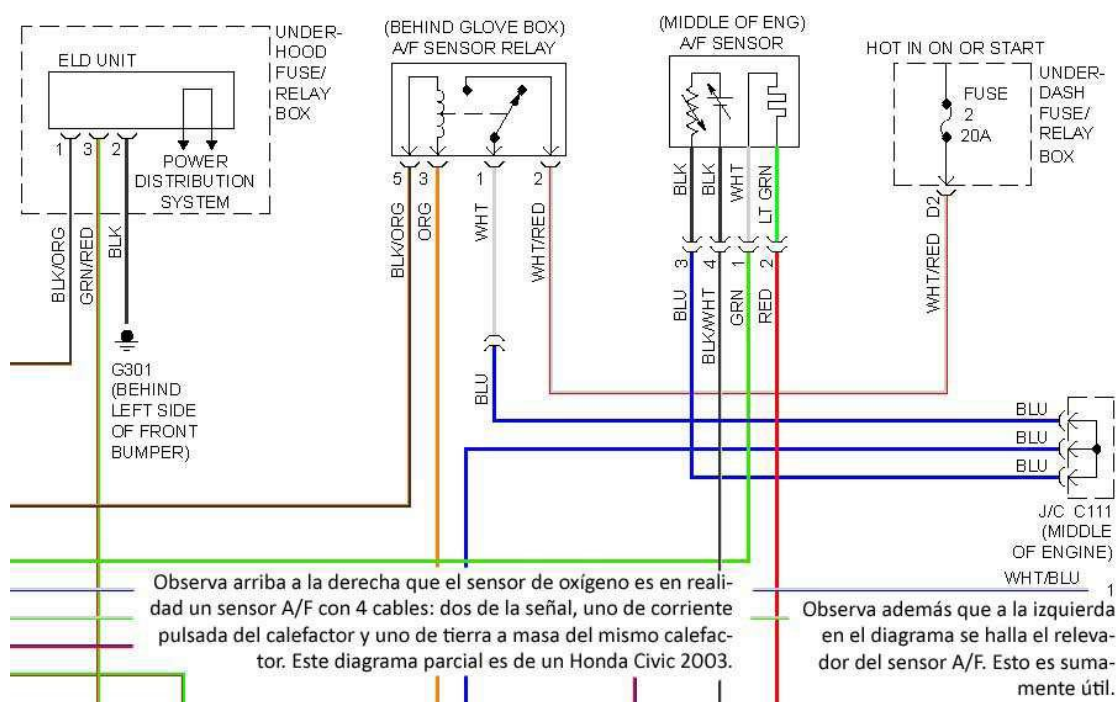 UNDER-
HOOD
FUSE/
RELAY
BOX
ELD UNIT
1
3
2
POWER
DISTRIBUTION
SYSTEM
BLK/ORG
GRN/RED
BLK
G301
(BEHIND
LEFT SIDE
OF FRONT
BUMPER)
(BEHIND GLOVE BOX)
A/F SENSOR RELAY
5
3
1
2
BLK/ORG
ORG
WHT
WHT/RED
BLU
(MIDDLE OF ENG)
A/F SENSOR
BLK
BLK
WHT
LT GRN
3
4
1
2
BLU
BLK/WHT
GRN
RED
HOT IN ON OR START
FUSE
2
20A
UNDER-
DASH
FUSE/
RELAY
BOX
D2
WHT/RED
BLU
BLU
BLU
J/C C111
(MIDDLE
OF ENGINE)
WHT/BLU
1
Observa arriba a la derecha que el sensor de oxígeno es en reali-
dad un sensor A/F con 4 cables: dos de la señal, uno de corriente
pulsada del calefactor y uno de tierra a masa del mismo calefac-
tor. Este diagrama parcial es de un Honda Civic 2003.
Observa además que a la izquierda
en el diagrama se halla el releva-
dor del sensor A/F. Esto es suma-
mente útil.